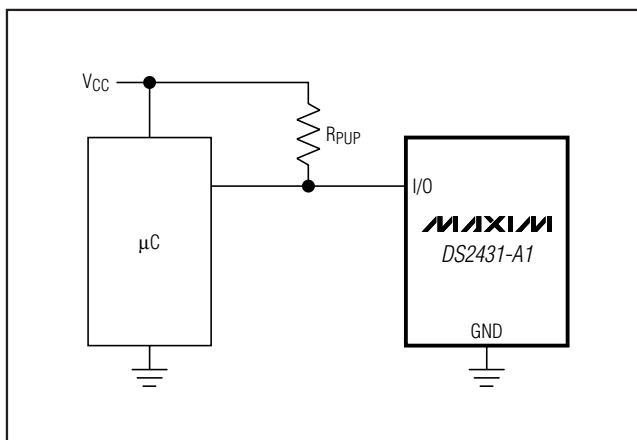 VCC
RPUP
I/O
µC
MAXIM
DS2431-A1
GND